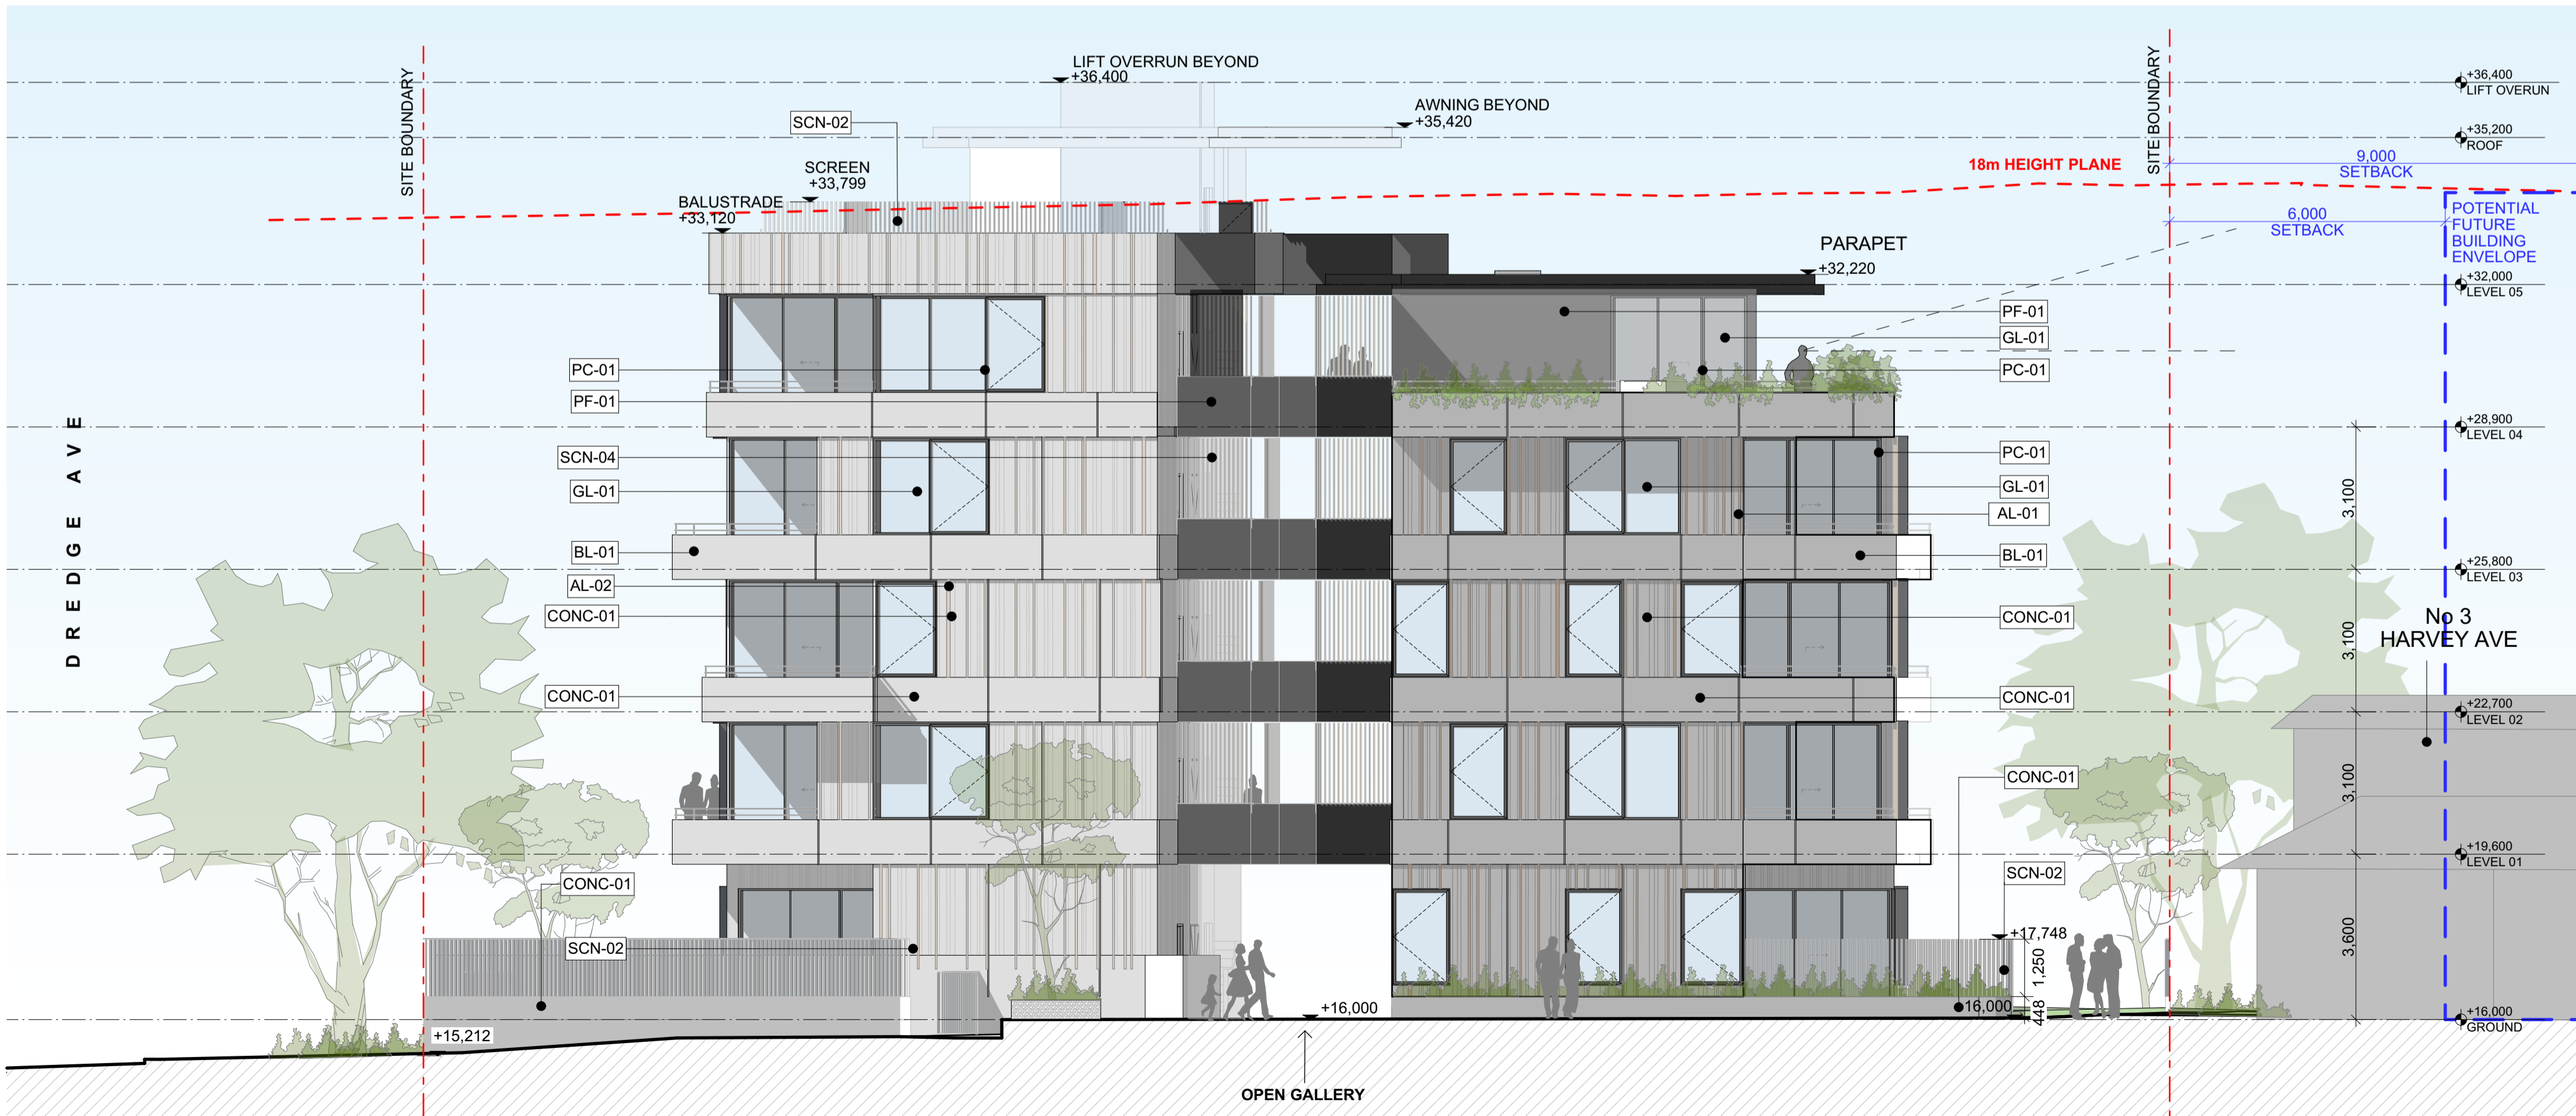 LIFT OVERRUN BEYOND
+36,400
AWNING BEYOND
+35,420
SCN-02
SCREEN
+33,799
BALUSTRADE
+33,120
SITE BOUNDARY
SITE BOUNDARY
18m HEIGHT PLANE
9,000
SETBACK
6,000
SETBACK
POTENTIAL
FUTURE
BUILDING
ENVELOPE
PARAPET
+32,220
+36,400
LIFT OVERUN
+35,200
ROOF
+32,000
LEVEL 05
+28,900
LEVEL 04
+25,800
LEVEL 03
+22,700
LEVEL 02
+19,600
LEVEL 01
+16,000
GROUND
DREDGE AVE
PC-01
PF-01
SCN-04
GL-01
BL-01
AL-02
CONC-01
CONC-01
CONC-01
SCN-02
PF-01
GL-01
PC-01
PC-01
GL-01
AL-01
BL-01
CONC-01
CONC-01
CONC-01
SCN-02
No 3
HARVEY AVE
3,100
3,100
3,100
3,600
+17,748
1,250
448
16,000
+16,000
+15,212
OPEN GALLERY